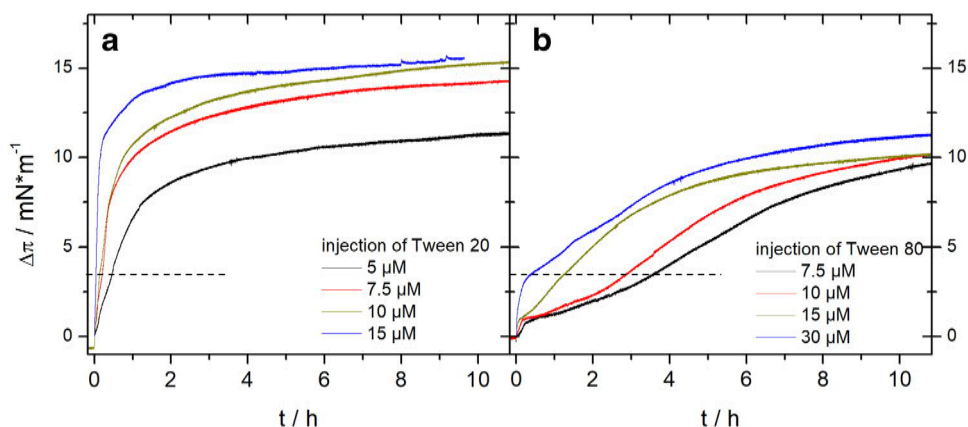 a
b
Δπ / mN*m⁻¹
15
10
5
0
injection of Tween 20
5 µM
7.5 µM
10 µM
15 µM
0 2 4 6 8 10
t / h
injection of Tween 80
7.5 µM
10 µM
15 µM
30 µM
0 2 4 6 8 10
t / h
15
10
5
0